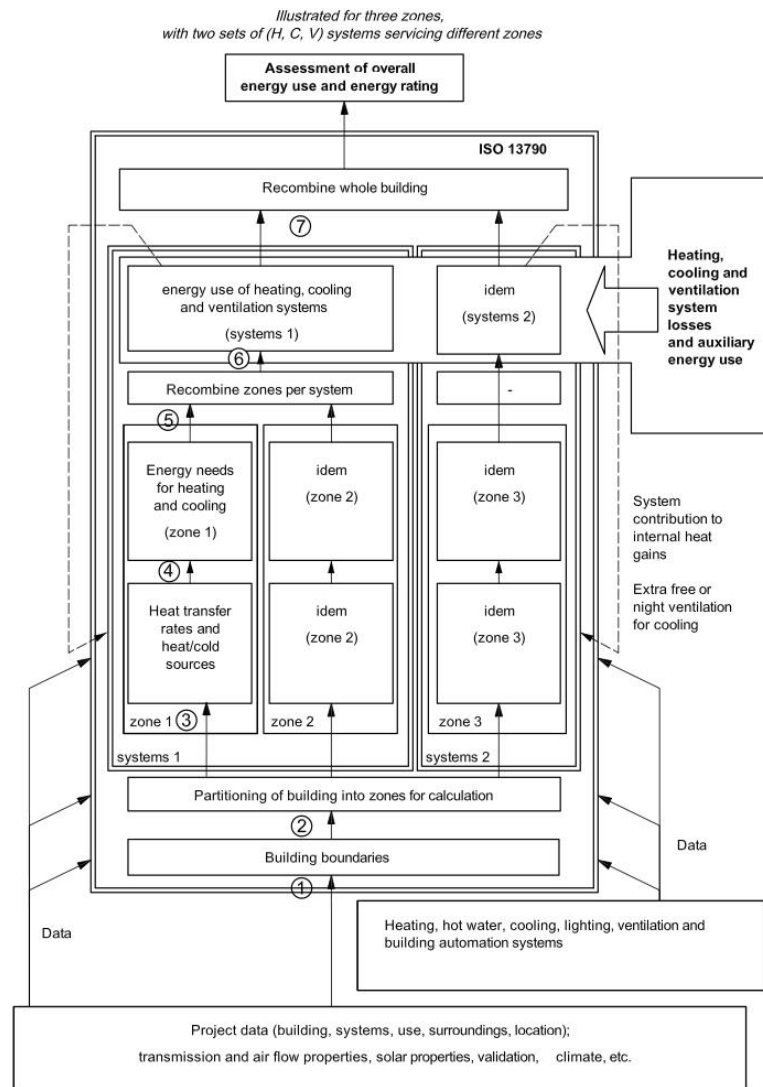 Illustrated for three zones,
with two sets of (H, C, V) systems servicing different zones
Assessment of overall
energy use and energy rating
ISO 13790
Recombine whole building
7
energy use of heating, cooling
and ventilation systems
(systems 1)
idem
(systems 2)
Heating,
cooling and
ventilation
system
losses
and auxiliary
energy use
6
Recombine zones per system
-
5
Energy needs
for heating
and cooling
(zone 1)
idem
(zone 2)
idem
(zone 3)
System
contribution to
internal heat
gains
Extra free or
night ventilation
for cooling
4
Heat transfer
rates and
heat/cold
sources
idem
(zone 2)
idem
(zone 3)
zone 1
3
zone 2
zone 3
systems 1
systems 2
Partitioning of building into zones for calculation
2
Building boundaries
1
Data
Data
Heating, hot water, cooling, lighting, ventilation and
building automation systems
Project data (building, systems, use, surroundings, location);
transmission and air flow properties, solar properties, validation, climate, etc.